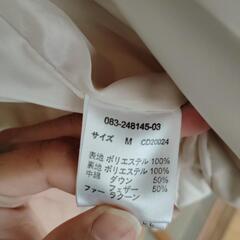 083-248145-03
サイズ M CD20024
表地 ポリエステル 100%
裏地 ポリエステル 100%
中綿 ダウン 50%
フェザー 50%
ファー ラクーン